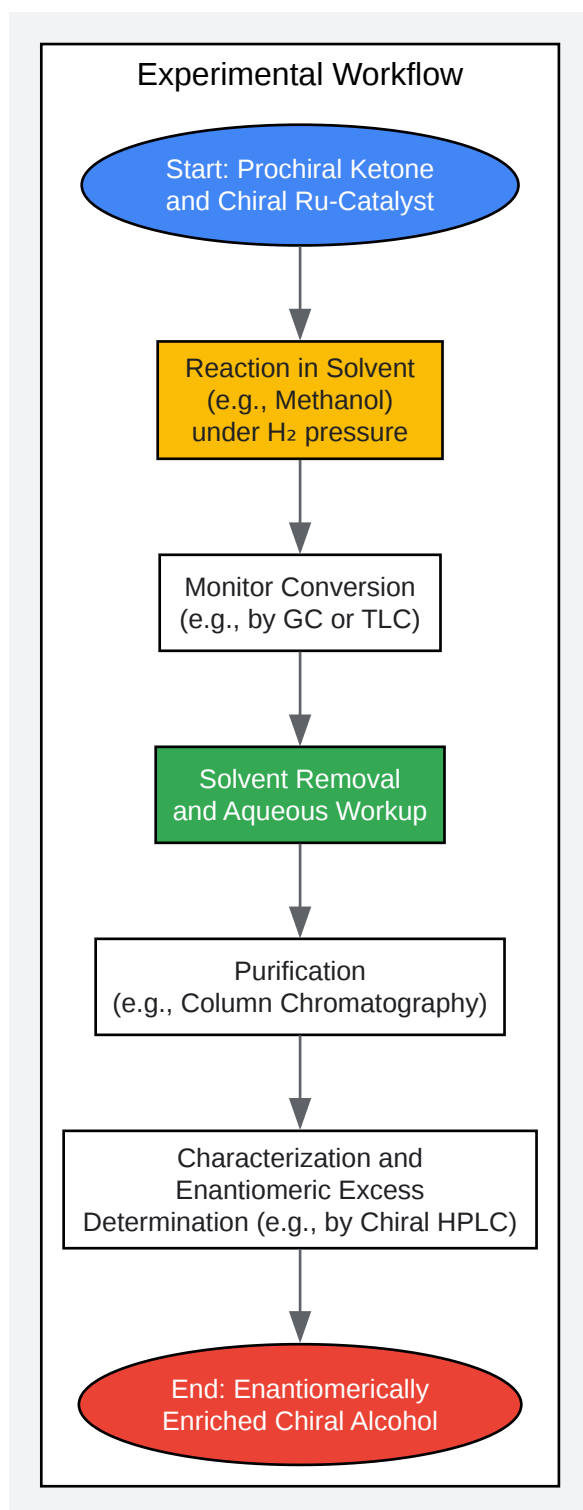 Experimental Workflow
Start: Prochiral Ketone
and Chiral Ru-Catalyst
Reaction in Solvent
(e.g., Methanol)
under H₂ pressure
Monitor Conversion
(e.g., by GC or TLC)
Solvent Removal
and Aqueous Workup
Purification
(e.g., Column Chromatography)
Characterization and
Enantiomeric Excess
Determination (e.g., by Chiral HPLC)
End: Enantiomerically
Enriched Chiral Alcohol